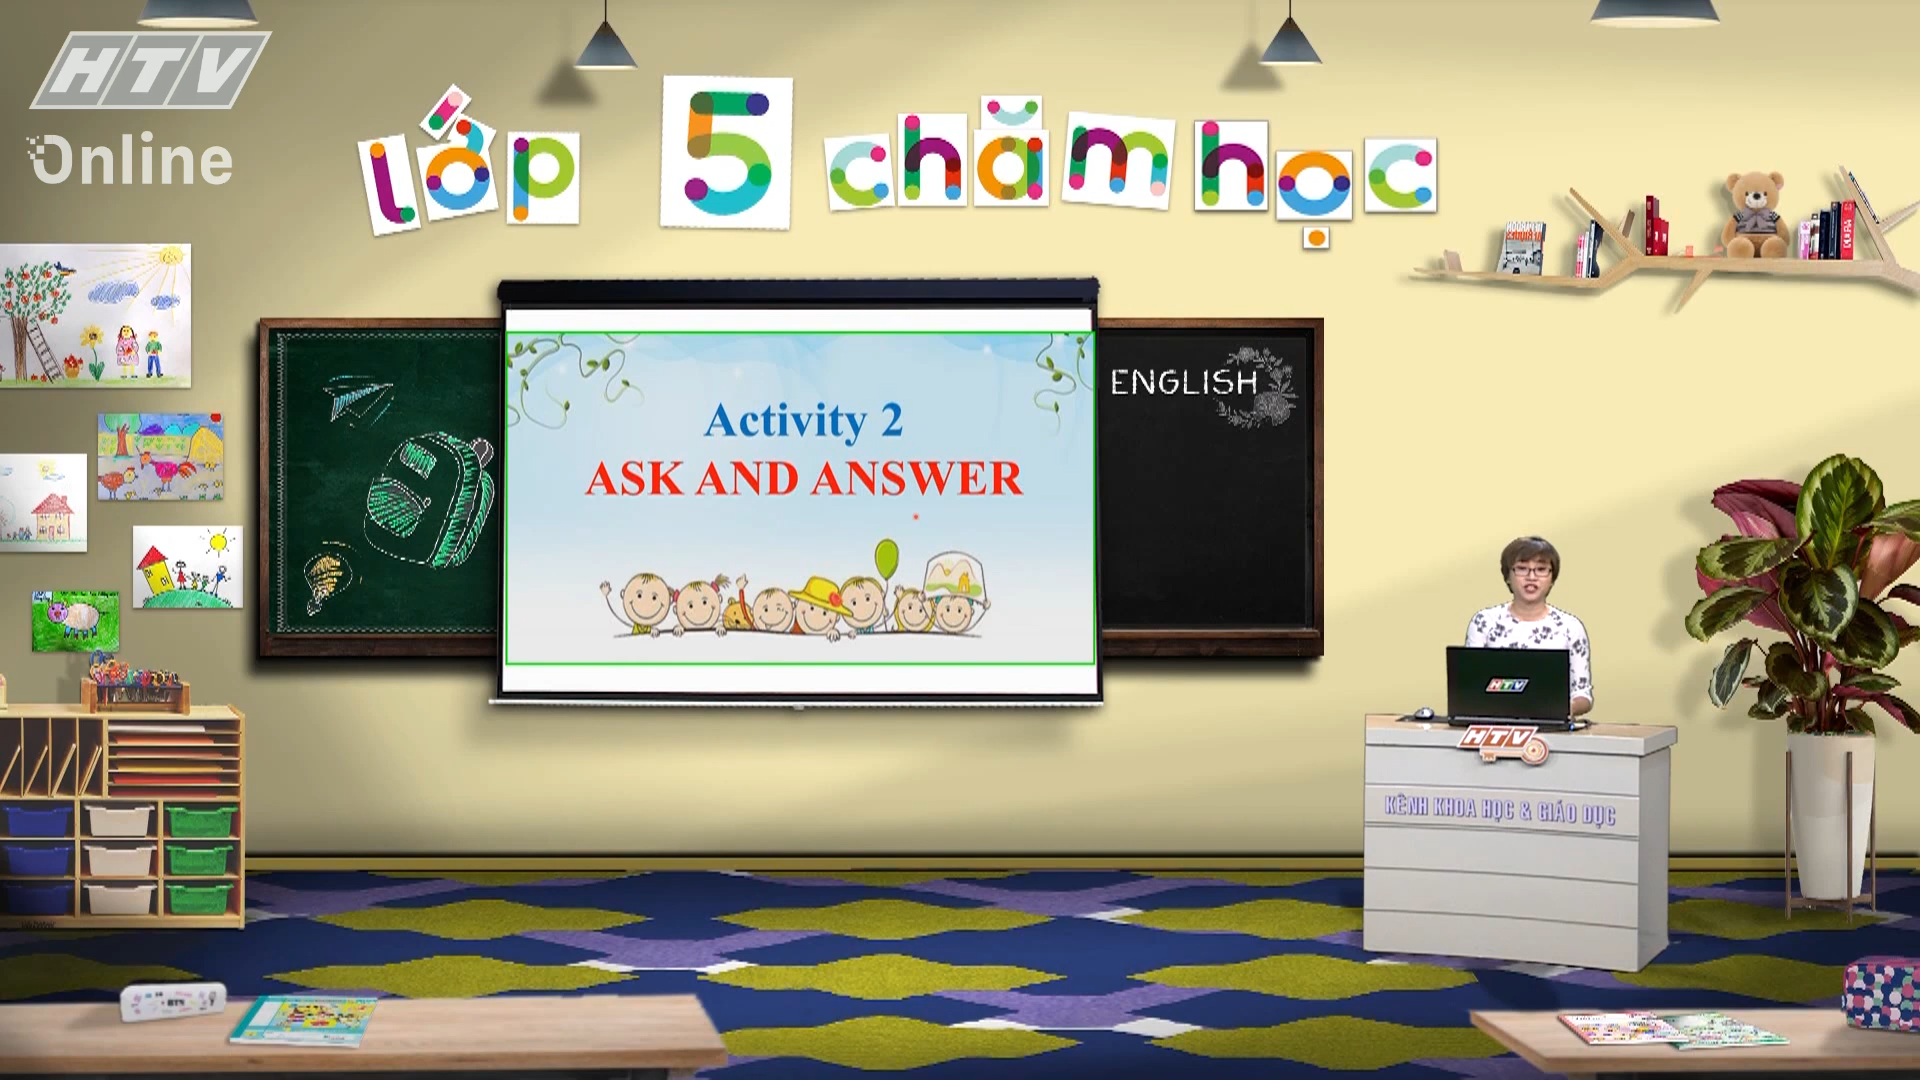 HTV
Online
lớp 5 chăm học
ENGLISH
Activity 2
ASK AND ANSWER
HTV
HTV
KÊNH KHOA HỌC & GIÁO DỤC
HTV